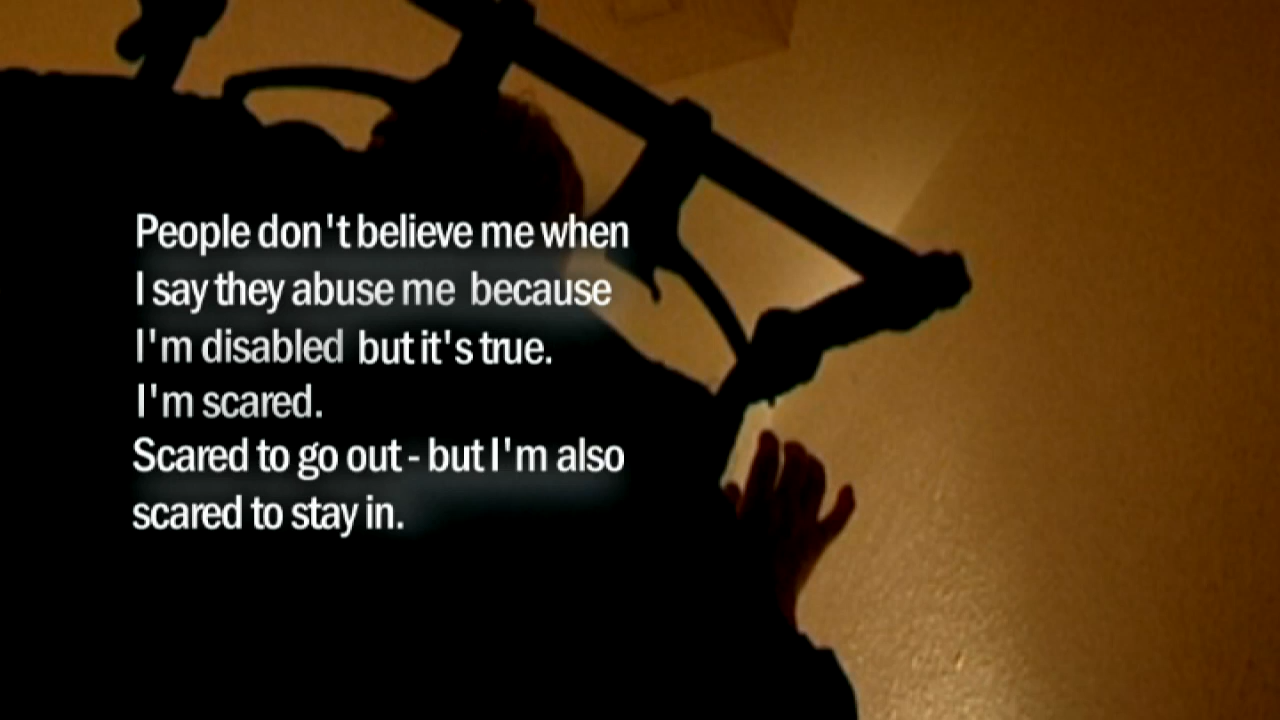 People don't believe me when
I say they abuse me because
I'm disabled but it's true.
I'm scared.
Scared to go out - but I'm also
scared to stay in.